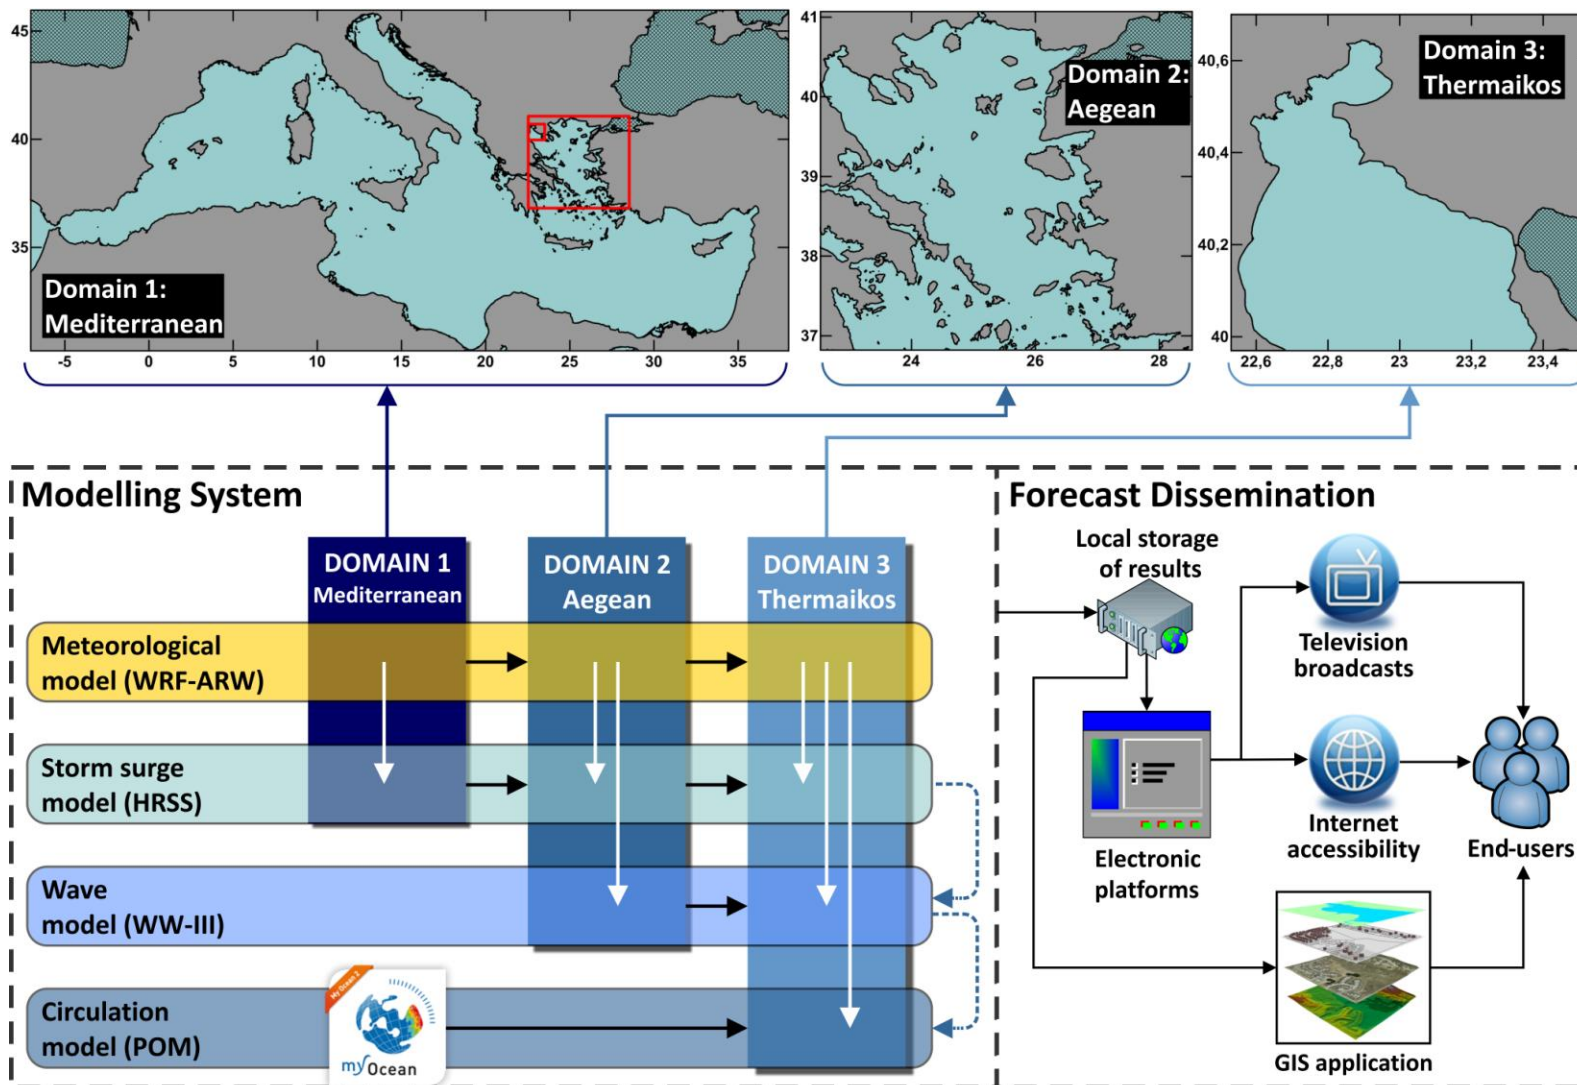 45
40
35
-5 0 5 10 15 20 25 30 35
Domain 1:
Mediterranean
41
40
39
38
37
24 26 28
Domain 2:
Aegean
40,6
40,4
40,2
40
22,6 22,8 23 23,2 23,4
Domain 3:
Thermaikos
Modelling System
DOMAIN 1
Mediterranean
DOMAIN 2
Aegean
DOMAIN 3
Thermaikos
Meteorological
model (WRF-ARW)
Storm surge
model (HRSS)
Wave
model (WW-III)
Circulation
model (POM)
My Ocean 2
myOcean
Forecast Dissemination
Local storage
of results
Television
broadcasts
Electronic
platforms
Internet
accessibility
End-users
GIS application